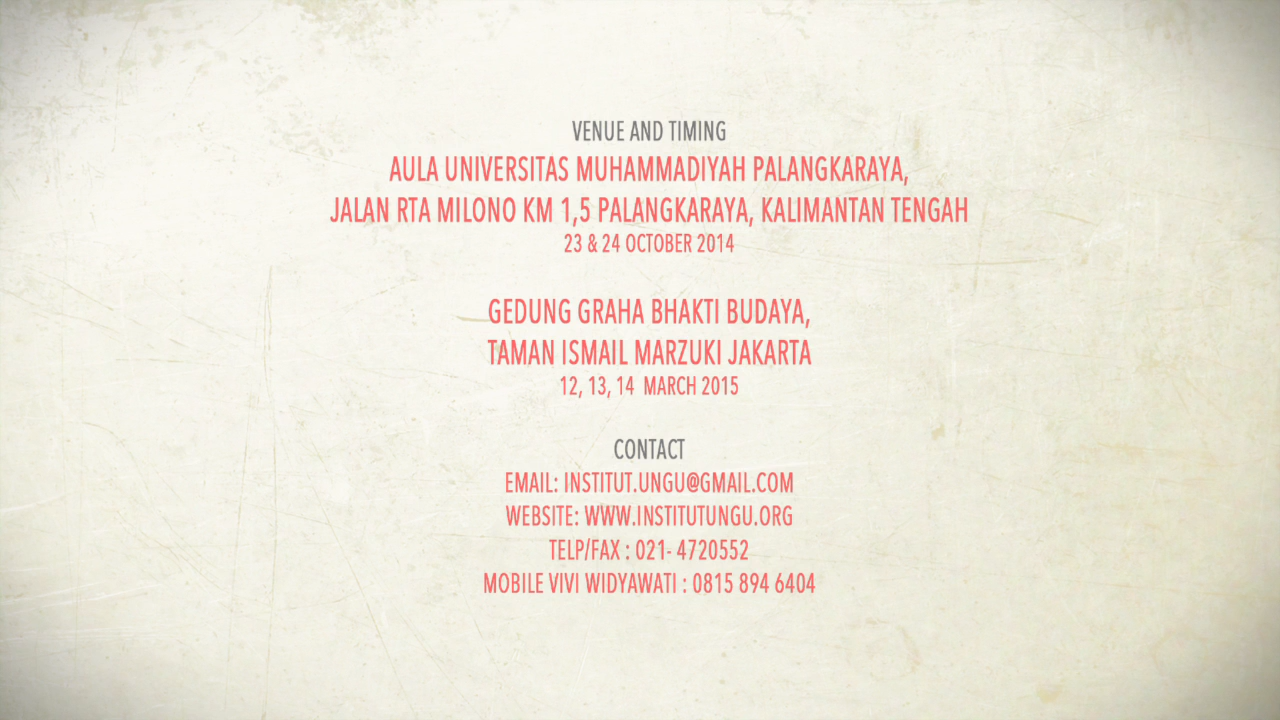 VENUE AND TIMING
AULA UNIVERSITAS MUHAMMADIYAH PALANGKARAYA,
JALAN RTA MILONO KM 1,5 PALANGKARAYA, KALIMANTAN TENGAH
23 & 24 OCTOBER 2014
GEDUNG GRAHA BHAKTI BUDAYA,
TAMAN ISMAIL MARZUKI JAKARTA
12, 13, 14 MARCH 2015
CONTACT
EMAIL: INSTITUT.UNGU@GMAIL.COM
WEBSITE: WWW.INSTITUTUNGU.ORG
TELP/FAX : 021- 4720552
MOBILE VIVI WIDYAWATI : 0815 894 6404